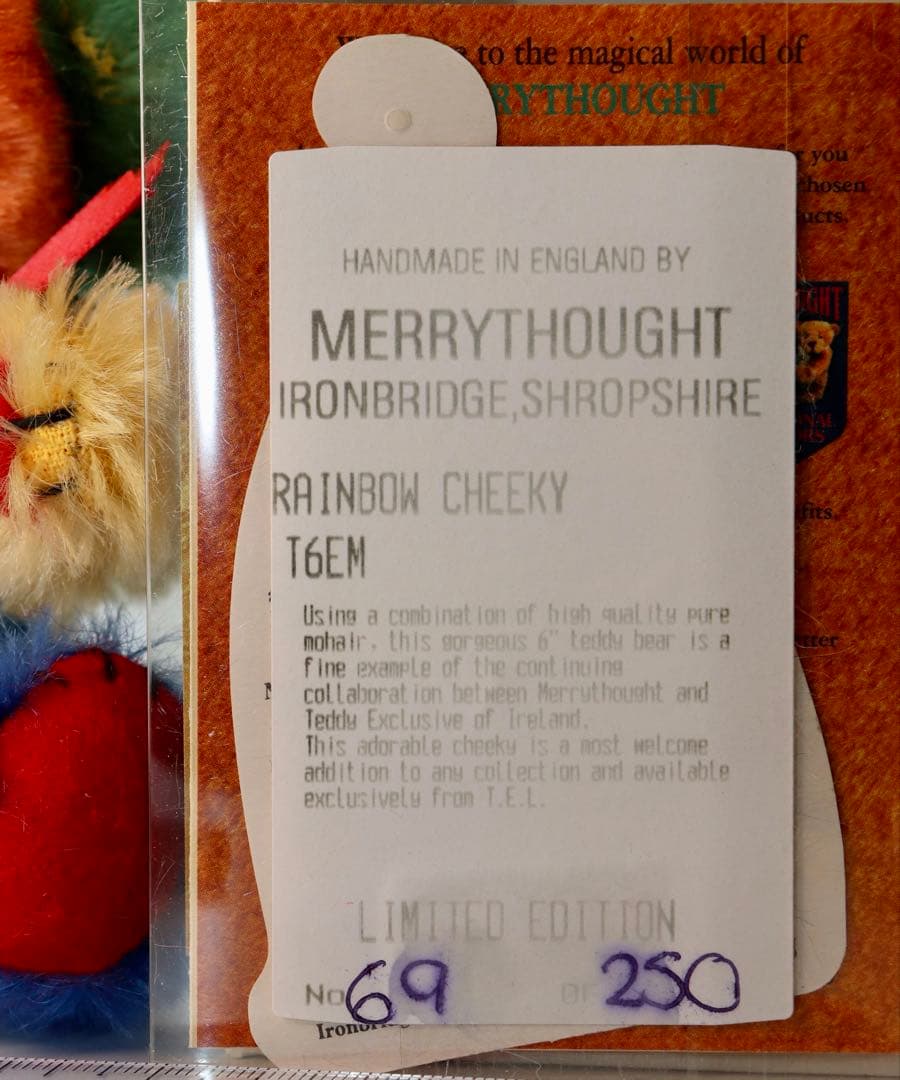 to the magical world of
RYTHOUGHT
you
chosen
ucts.
HANDMADE IN ENGLAND BY
MERRYTHOUGHT
IRONBRIDGE,SHROPSHIRE
RAINBOW CHEEKY
T6EM
Using a combination of high quality pure
mohair, this gorgeous 6" teddy bear is a
fine example of the continuing
collaboration between Merrythought and
Teddy Exclusive of Ireland.
This adorable cheeky is a most welcome
addition to any collection and available
exclusively from T.E.L.
LIMITED EDITION
No 69 OF 250